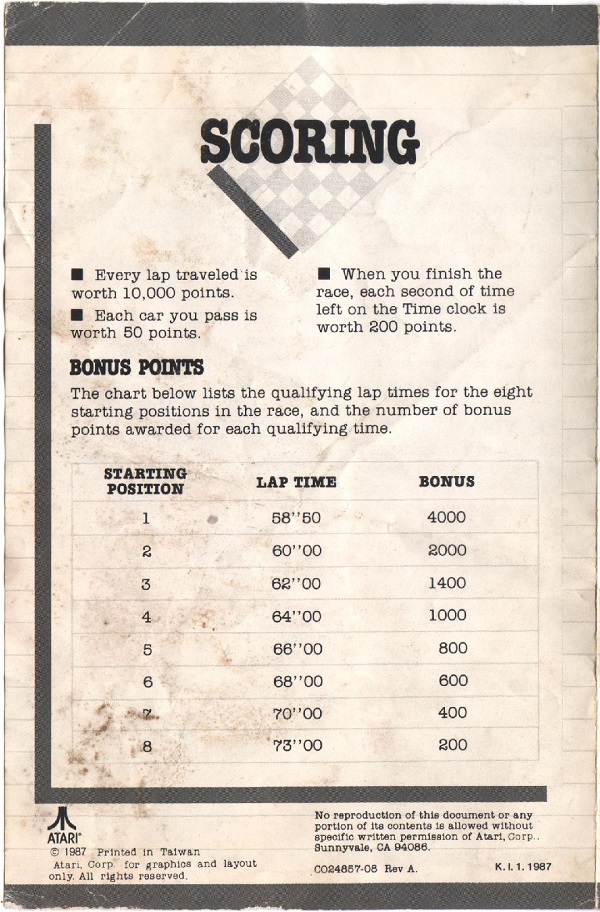 SCORING
■ Every lap traveled is
worth 10,000 points.
■ Each car you pass is
worth 50 points.
■ When you finish the
race, each second of time
left on the Time clock is
worth 200 points.
BONUS POINTS
The chart below lists the qualifying lap times for the eight
starting positions in the race, and the number of bonus
points awarded for each qualifying time.
STARTING
POSITION LAP TIME BONUS
1 58''50 4000
2 60''00 2000
3 62''00 1400
4 64''00 1000
5 66''00 800
6 68''00 600
7 70''00 400
8 73''00 200
ATARI®
© 1987 Printed in Taiwan
Atari, Corp. for graphics and layout
only. All rights reserved.
No reproduction of this document or any
portion of its contents is allowed without
specific written permission of Atari, Corp..
Sunnyvale, CA 94086.
CO24857-08 Rev A.
K.I.1.1987